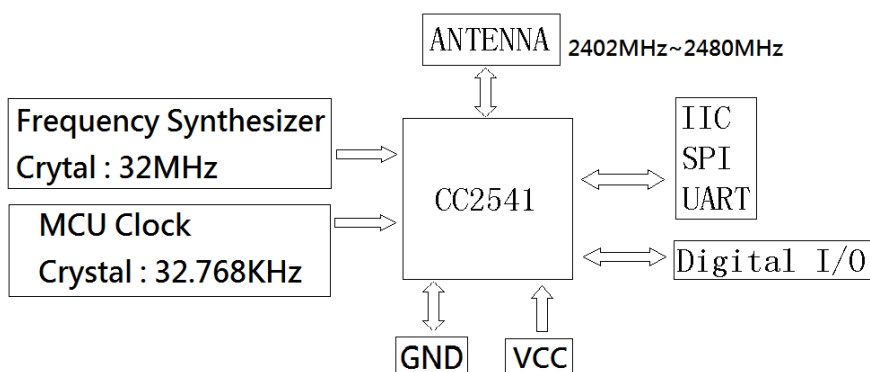 ANTENNA 2402MHz~2480MHz
Frequency Synthesizer
Crytal : 32MHz
MCU Clock
Crystal : 32.768KHz
CC2541
IIC
SPI
UART
Digital I/O
GND
VCC